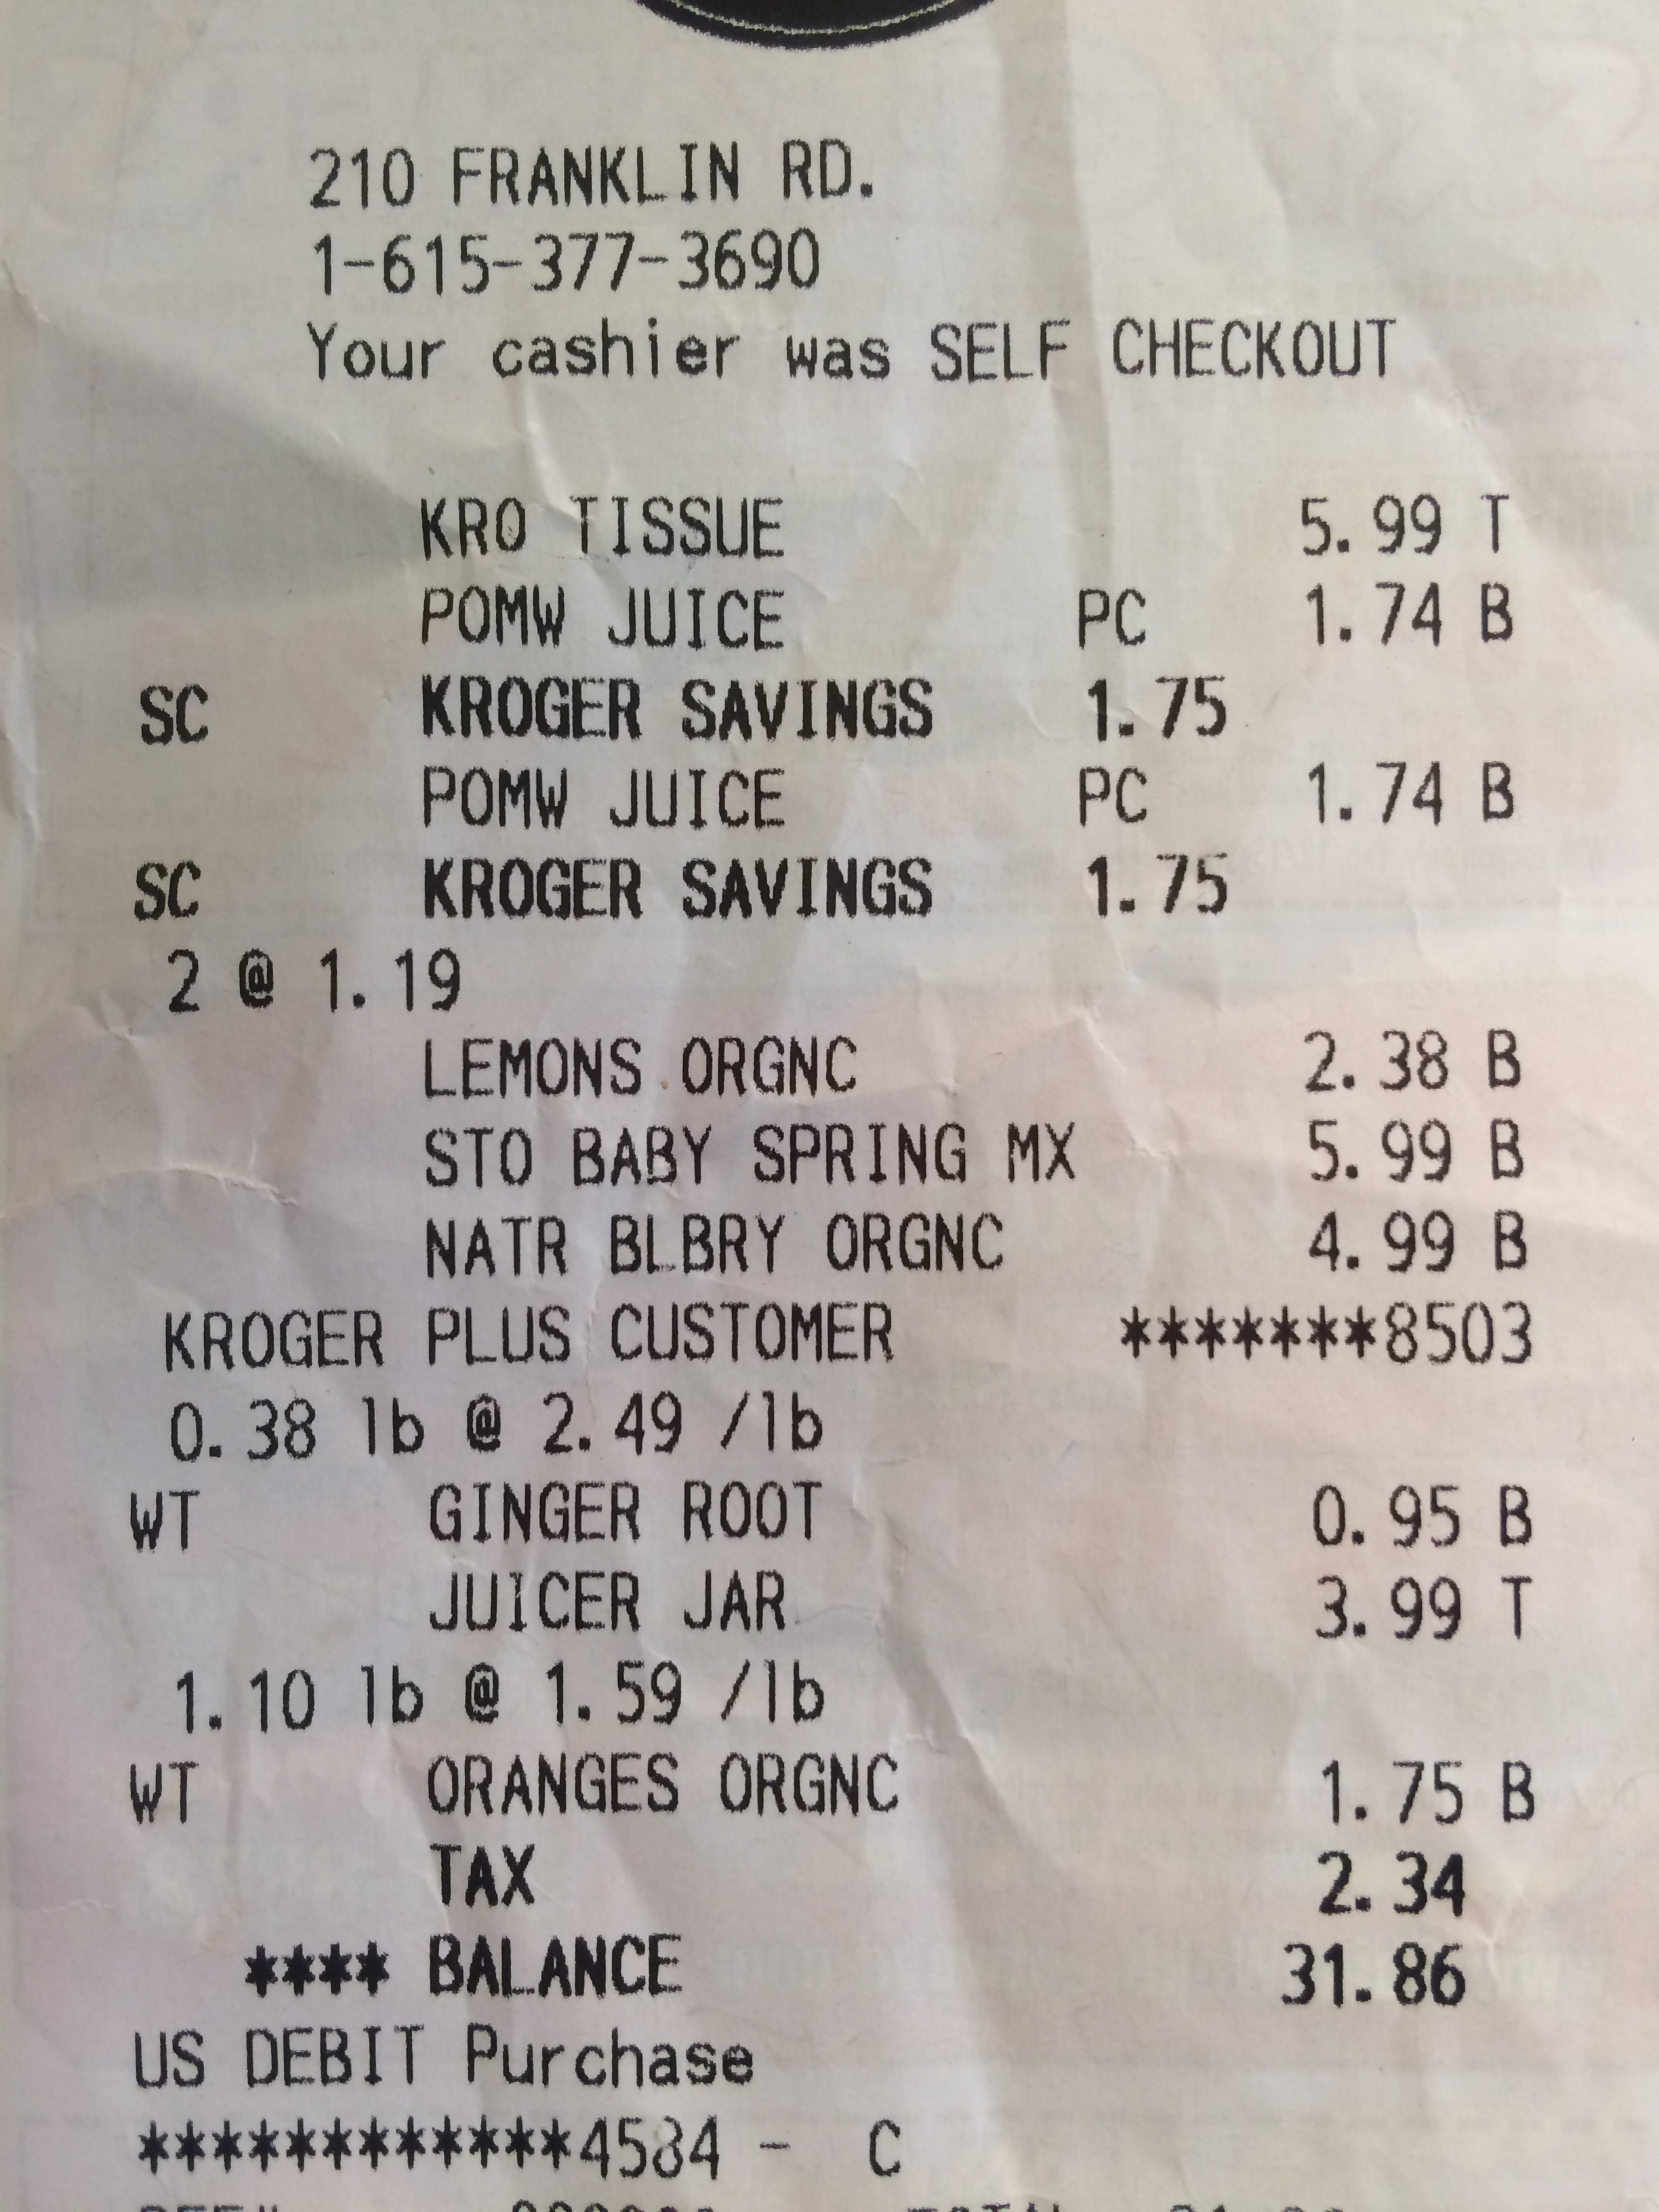 210 FRANKLIN RD.
1-615-377-3690
Your cashier was SELF CHECKOUT
KRO TISSUE 5.99 T
POMW JUICE PC 1.74 B
SC KROGER SAVINGS 1.75
POMW JUICE PC 1.74 B
SC KROGER SAVINGS 1.75
2 @ 1.19
LEMONS ORGNC 2.38 B
STO BABY SPRING MX 5.99 B
NATR BLBRY ORGNC 4.99 B
KROGER PLUS CUSTOMER *******8503
0.38 lb @ 2.49 /lb
WT GINGER ROOT 0.95 B
JUICER JAR 3.99 T
1.10 lb @ 1.59 /lb
WT ORANGES ORGNC 1.75 B
TAX 2.34
**** BALANCE 31.86
US DEBIT Purchase
************4584 - C